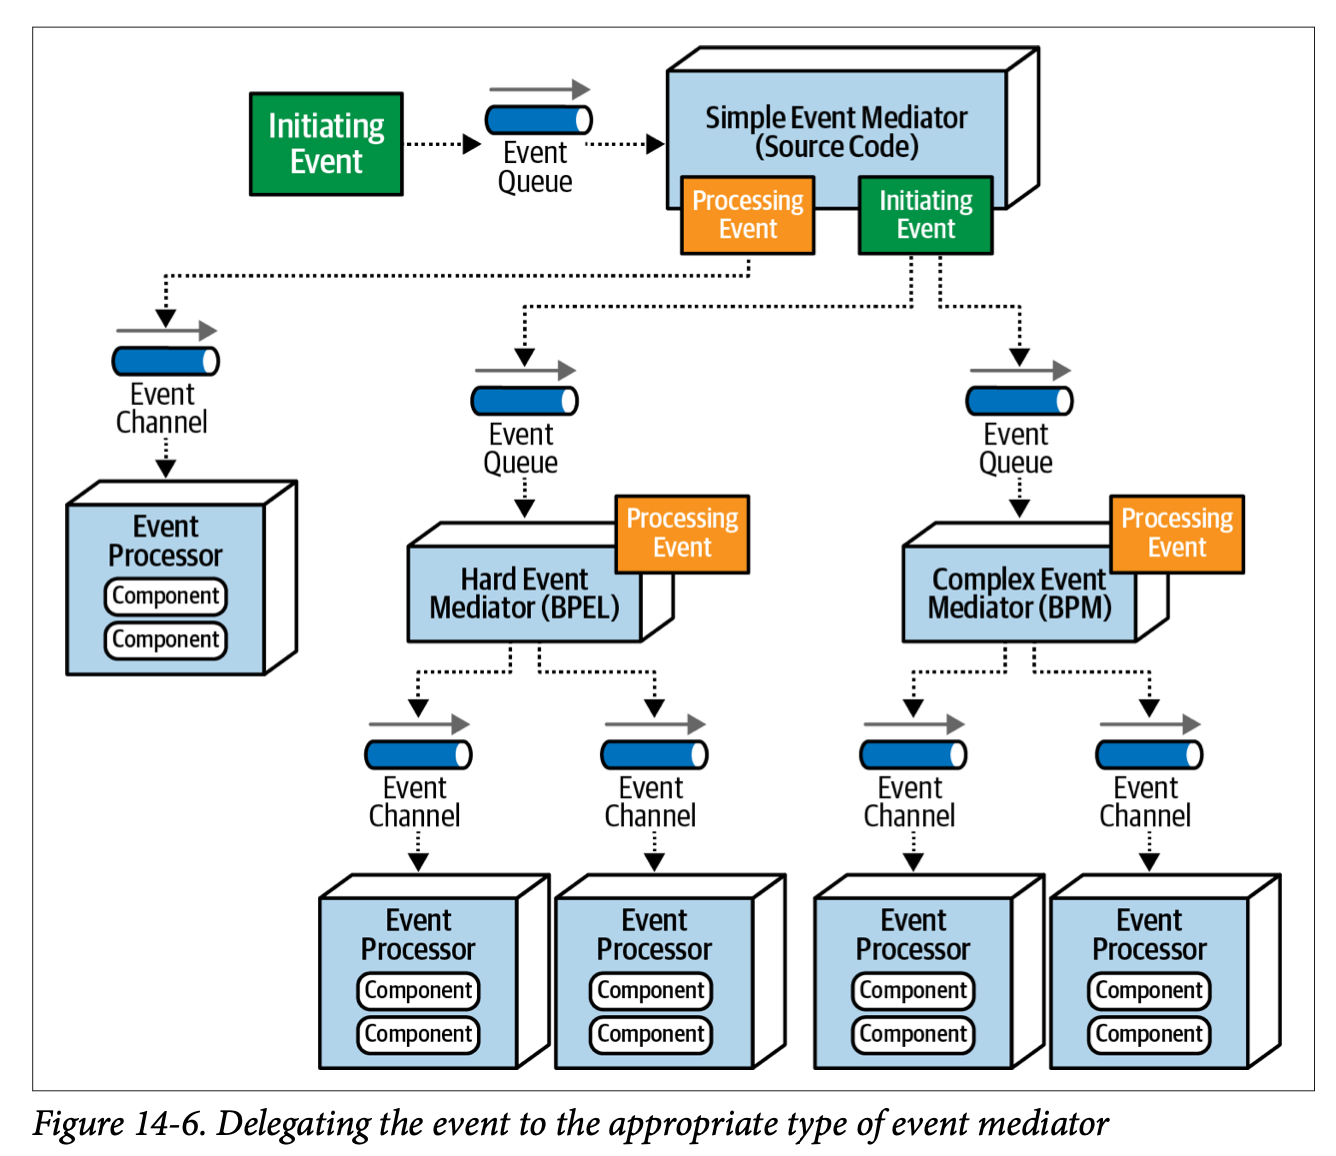 Initiating
Event
Event
Queue
Simple Event Mediator
(Source Code)
Processing
Event
Initiating
Event
Event
Channel
Event
Processor
Component
Component
Event
Queue
Processing
Event
Hard Event
Mediator (BPEL)
Event
Channel
Event
Processor
Component
Component
Event
Channel
Event
Processor
Component
Component
Event
Queue
Processing
Event
Complex Event
Mediator (BPM)
Event
Channel
Event
Processor
Component
Component
Event
Channel
Event
Processor
Component
Component
Figure 14-6. Delegating the event to the appropriate type of event mediator